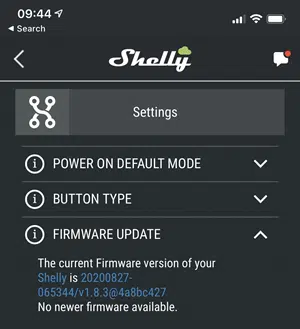 09:44
Search
Shelly
Settings
POWER ON DEFAULT MODE
BUTTON TYPE
FIRMWARE UPDATE
The current Firmware version of your
Shelly is 20200827-
065344/v1.8.3@4a8bc427
No newer firmware available.